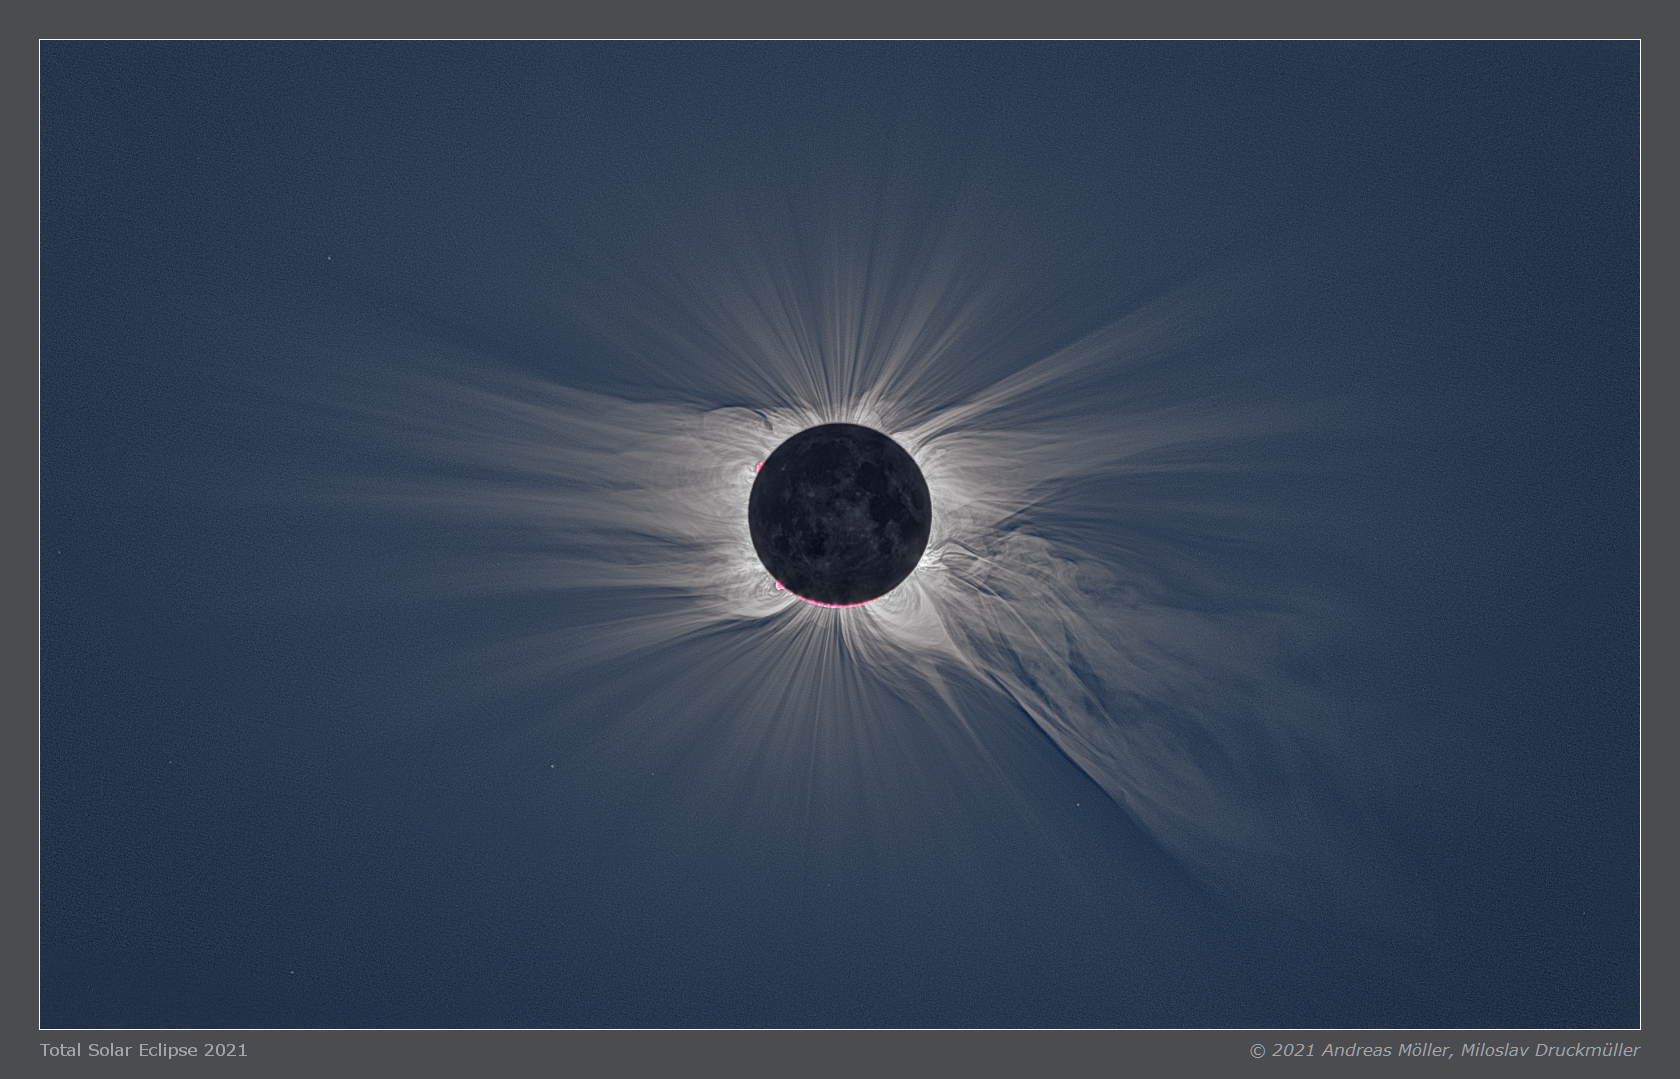 Total Solar Eclipse 2021
© 2021 Andreas Möller, Miloslav Druckmüller